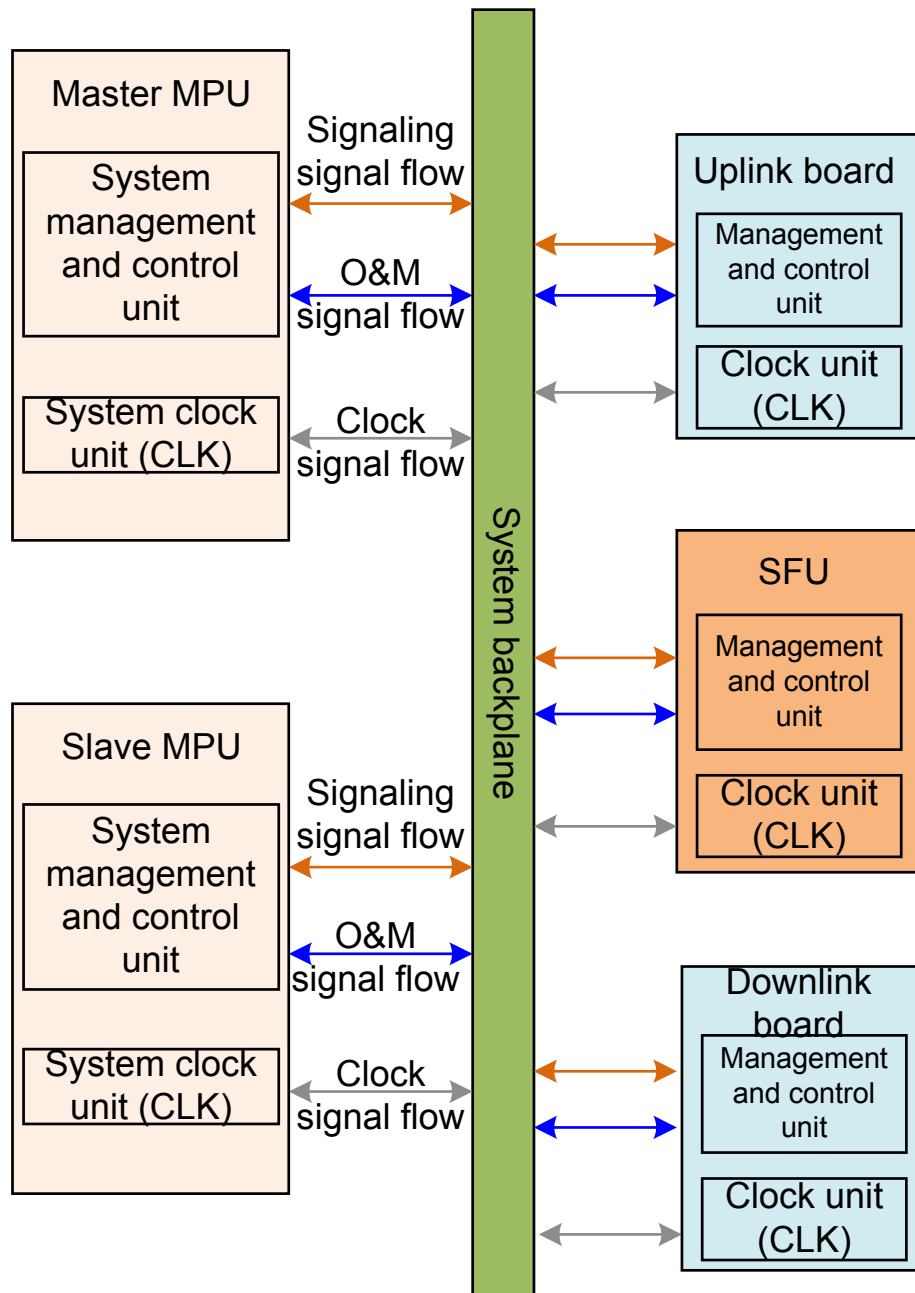 Master MPU
System
management
and control
unit
System clock
unit (CLK)
Signaling
signal flow
O&M
signal flow
Clock
signal flow
Slave MPU
System
management
and control
unit
System clock
unit (CLK)
Signaling
signal flow
O&M
signal flow
Clock
signal flow
System backplane
Uplink board
Management
and control
unit
Clock unit
(CLK)
SFU
Management
and control
unit
Clock unit
(CLK)
Downlink
board
Management
and control
unit
Clock unit
(CLK)